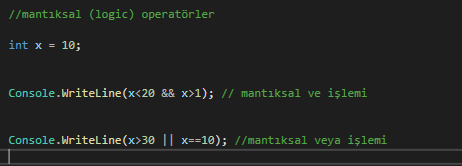 //mantıksal (logic) operatörler
int x = 10;
Console.WriteLine(x<20 && x>1); // mantıksal ve işlemi
Console.WriteLine(x>30 || x==10); //mantıksal veya işlemi